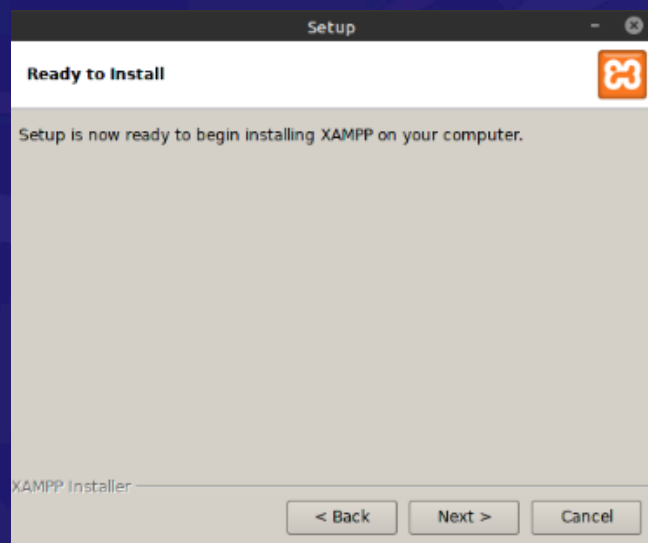 Setup
Ready to Install
Setup is now ready to begin installing XAMPP on your computer.
XAMPP Installer
< Back Next > Cancel